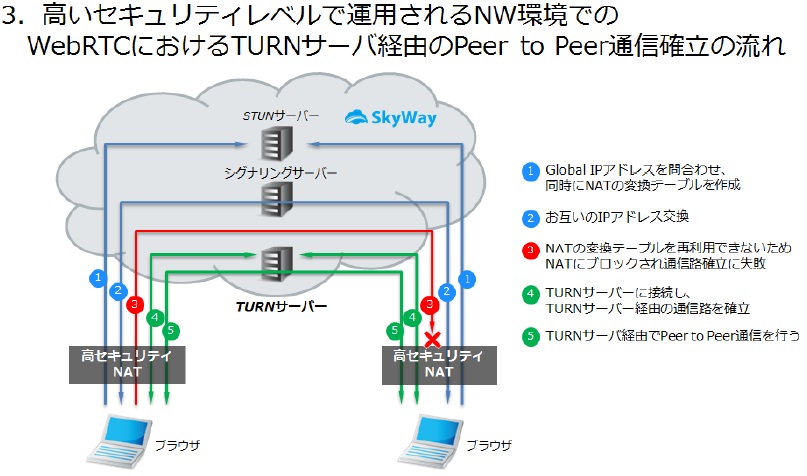 3. 高いセキュリティレベルで運用されるNW環境での
WebRTCにおけるTURNサーバ経由のPeer to Peer通信確立の流れ
STUNサーバー
SkyWay
シグナリングサーバー
TURNサーバー
1
2
3
4
5
5
4
3
2
1
高セキュリティ
NAT
高セキュリティ
NAT
ブラウザ
ブラウザ
1 Global IPアドレスを問合わせ、
同時にNATの変換テーブルを作成
2 お互いのIPアドレス交換
3 NATの変換テーブルを再利用できないため
NATにブロックされ通信路確立に失敗
4 TURNサーバーに接続し、
TURNサーバー経由の通信路を確立
5 TURNサーバ経由でPeer to Peer通信を行う